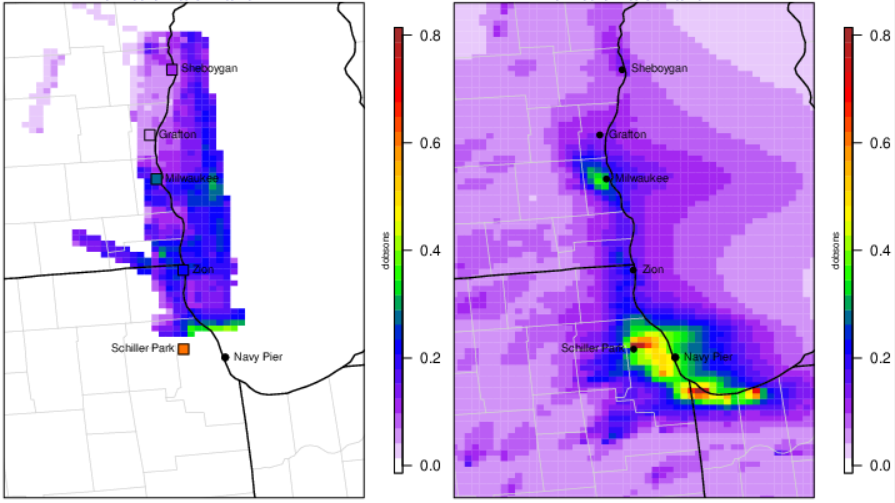 Sheboygan
Grafton
Milwaukee
Zion
Schiller Park
Navy Pier
dobsons
0.8
0.6
0.4
0.2
0.0
Sheboygan
Grafton
Milwaukee
Zion
Schiller Park
Navy Pier
dobsons
0.8
0.6
0.4
0.2
0.0